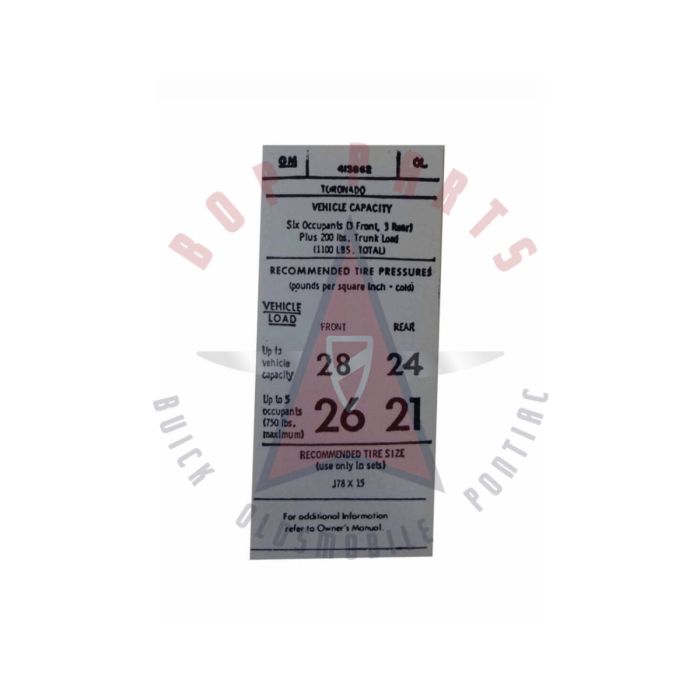 GM 413662 OL
TORONADO
VEHICLE CAPACITY
Six Occupants (3 Front, 3 Rear)
Plus 200 lbs. Trunk Load
(1100 LBS. TOTAL)
RECOMMENDED TIRE PRESSURES
(pounds per square inch - cold)
VEHICLE
LOAD
FRONT REAR
Up to
vehicle
capacity
28 24
Up to 5
occupants
(750 lbs.
maximum)
26 21
RECOMMENDED TIRE SIZE
(use only in sets)
J78 X 15
For additional Information
refer to Owner's Manual.
BOP PARTS
BUICK OLDSMOBILE PONTIAC